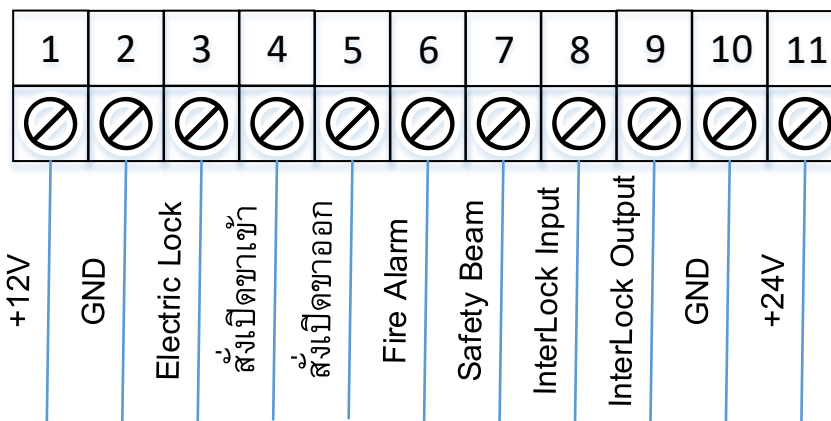 1 2 3 4 5 6 7 8 9 10 11
+12V
GND
Electric Lock
สั่งเปิดขาเข้า
สั่งเปิดขาออก
Fire Alarm
Safety Beam
InterLock Input
InterLock Output
GND
+24V